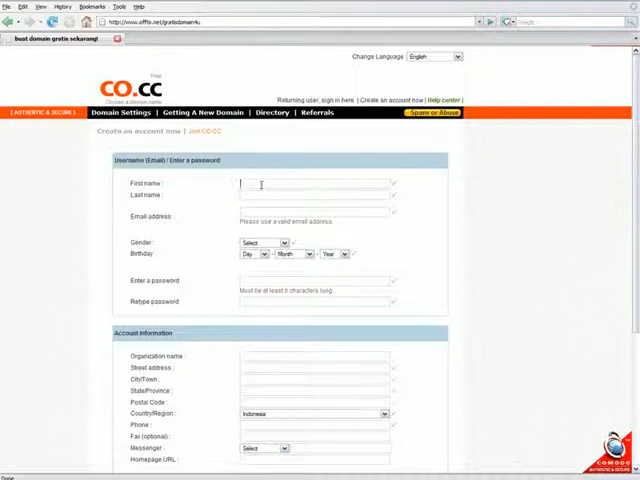 File Edit View History Bookmarks Tools Help
http://www.offto.net/gratisdomain4u
Google
buat domain gratis sekarang!
Change Language English
Free
CO.cc
Choose a domain name
Returning user, sign in here | Create an account now | Help center |
[ AUTHENTIC & SECURE ] Domain Settings | Getting A New Domain | Directory | Referrals Spam or Abuse
Create an account now | Join CO.CC
Username (Email) / Enter a password
First name :
Last name :
Email address
Please use a valid email address.
Gender : Select
Birthday Day - Month - Year
Enter a password
Must be at least 6 characters long.
Retype password
Account Information
Organization name :
Street address :
City/Town :
State/Province :
Postal Code :
Country/Region : Indonesia
Phone :
Fax (optional) :
Messenger : Select
Homepage URL :
COMODO
AUTHENTIC & SECURE
Done